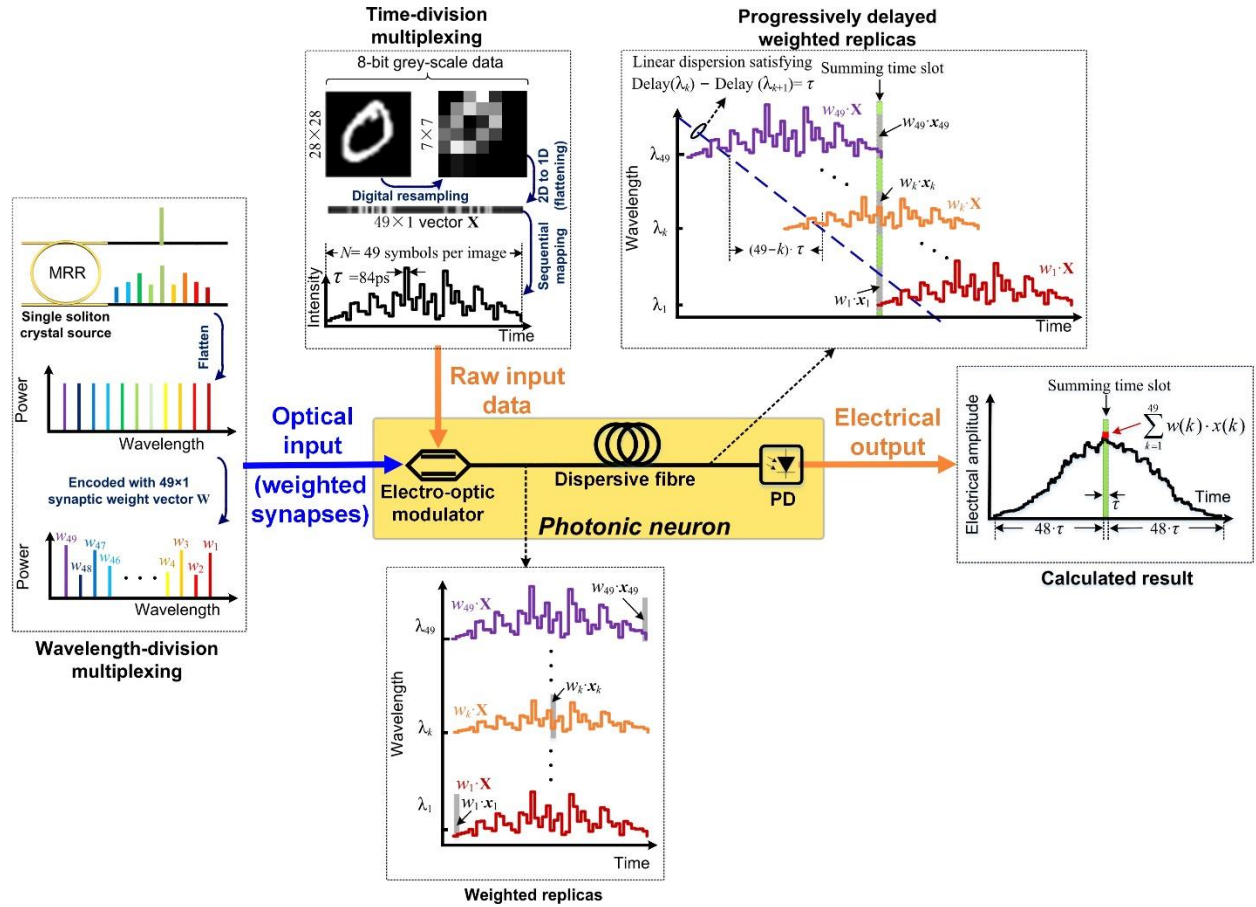 Time-division
multiplexing
8-bit grey-scale data
28×28
7×7
Digital resampling
2D to 1D
(flattening)
49×1 vector X
Sequential
mapping
N= 49 symbols per image
τ =84ps
Intensity
Time
Progressively delayed
weighted replicas
Linear dispersion satisfying
Delay(λk) − Delay (λk+1)= τ
Summing time slot
w49·X
w49·x49
λ49
Wavelength
wk·xk
wk·X
λk
(49−k)· τ
w1·X
w1·x1
λ1
Time
MRR
Single soliton
crystal source
Flatten
Power
Wavelength
Encoded with 49×1
synaptic weight vector W
w49
w48
w47
w46
w4
w3
w2
w1
Power
Wavelength
Wavelength-division
multiplexing
Optical
input
(weighted
synapses)
Raw input
data
Electro-optic
modulator
Dispersive fibre
PD
Photonic neuron
Electrical
output
Summing time slot
49
∑ w(k) · x(k)
k=1
Electrical amplitude
Time
τ
48·τ
48·τ
Calculated result
w49·X
w49·x49
λ49
wk·xk
wk·X
Wavelength
λk
w1·X
w1·x1
λ1
Time
Weighted replicas